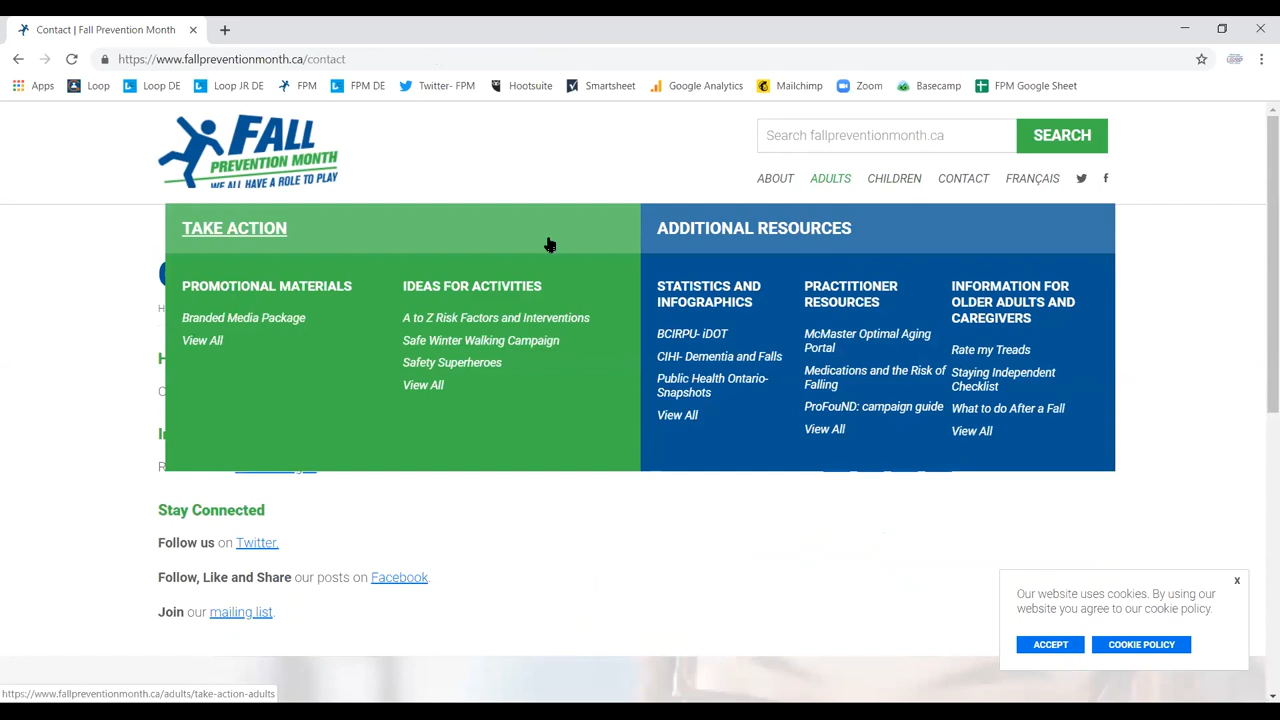 Contact | Fall Prevention Month
https://www.fallpreventionmonth.ca/contact
Apps Loop Loop DE Loop JR DE FPM FPM DE Twitter- FPM Hootsuite Smartsheet Google Analytics Mailchimp Zoom Basecamp FPM Google Sheet
FALL
PREVENTION MONTH
WE ALL HAVE A ROLE TO PLAY
Search fallpreventionmonth.ca SEARCH
ABOUT ADULTS CHILDREN CONTACT FRANÇAIS
TAKE ACTION
PROMOTIONAL MATERIALS
Branded Media Package
View All
IDEAS FOR ACTIVITIES
A to Z Risk Factors and Interventions
Safe Winter Walking Campaign
Safety Superheroes
View All
ADDITIONAL RESOURCES
STATISTICS AND
INFOGRAPHICS
BCIRPU- iDOT
CIHI- Dementia and Falls
Public Health Ontario-
Snapshots
View All
PRACTITIONER
RESOURCES
McMaster Optimal Aging
Portal
Medications and the Risk of
Falling
ProFouND: campaign guide
View All
INFORMATION FOR
OLDER ADULTS AND
CAREGIVERS
Rate my Treads
Staying Independent
Checklist
What to do After a Fall
View All
Stay Connected
Follow us on Twitter.
Follow, Like and Share our posts on Facebook.
Join our mailing list.
x
Our website uses cookies. By using our
website you agree to our cookie policy.
ACCEPT COOKIE POLICY
https://www.fallpreventionmonth.ca/adults/take-action-adults